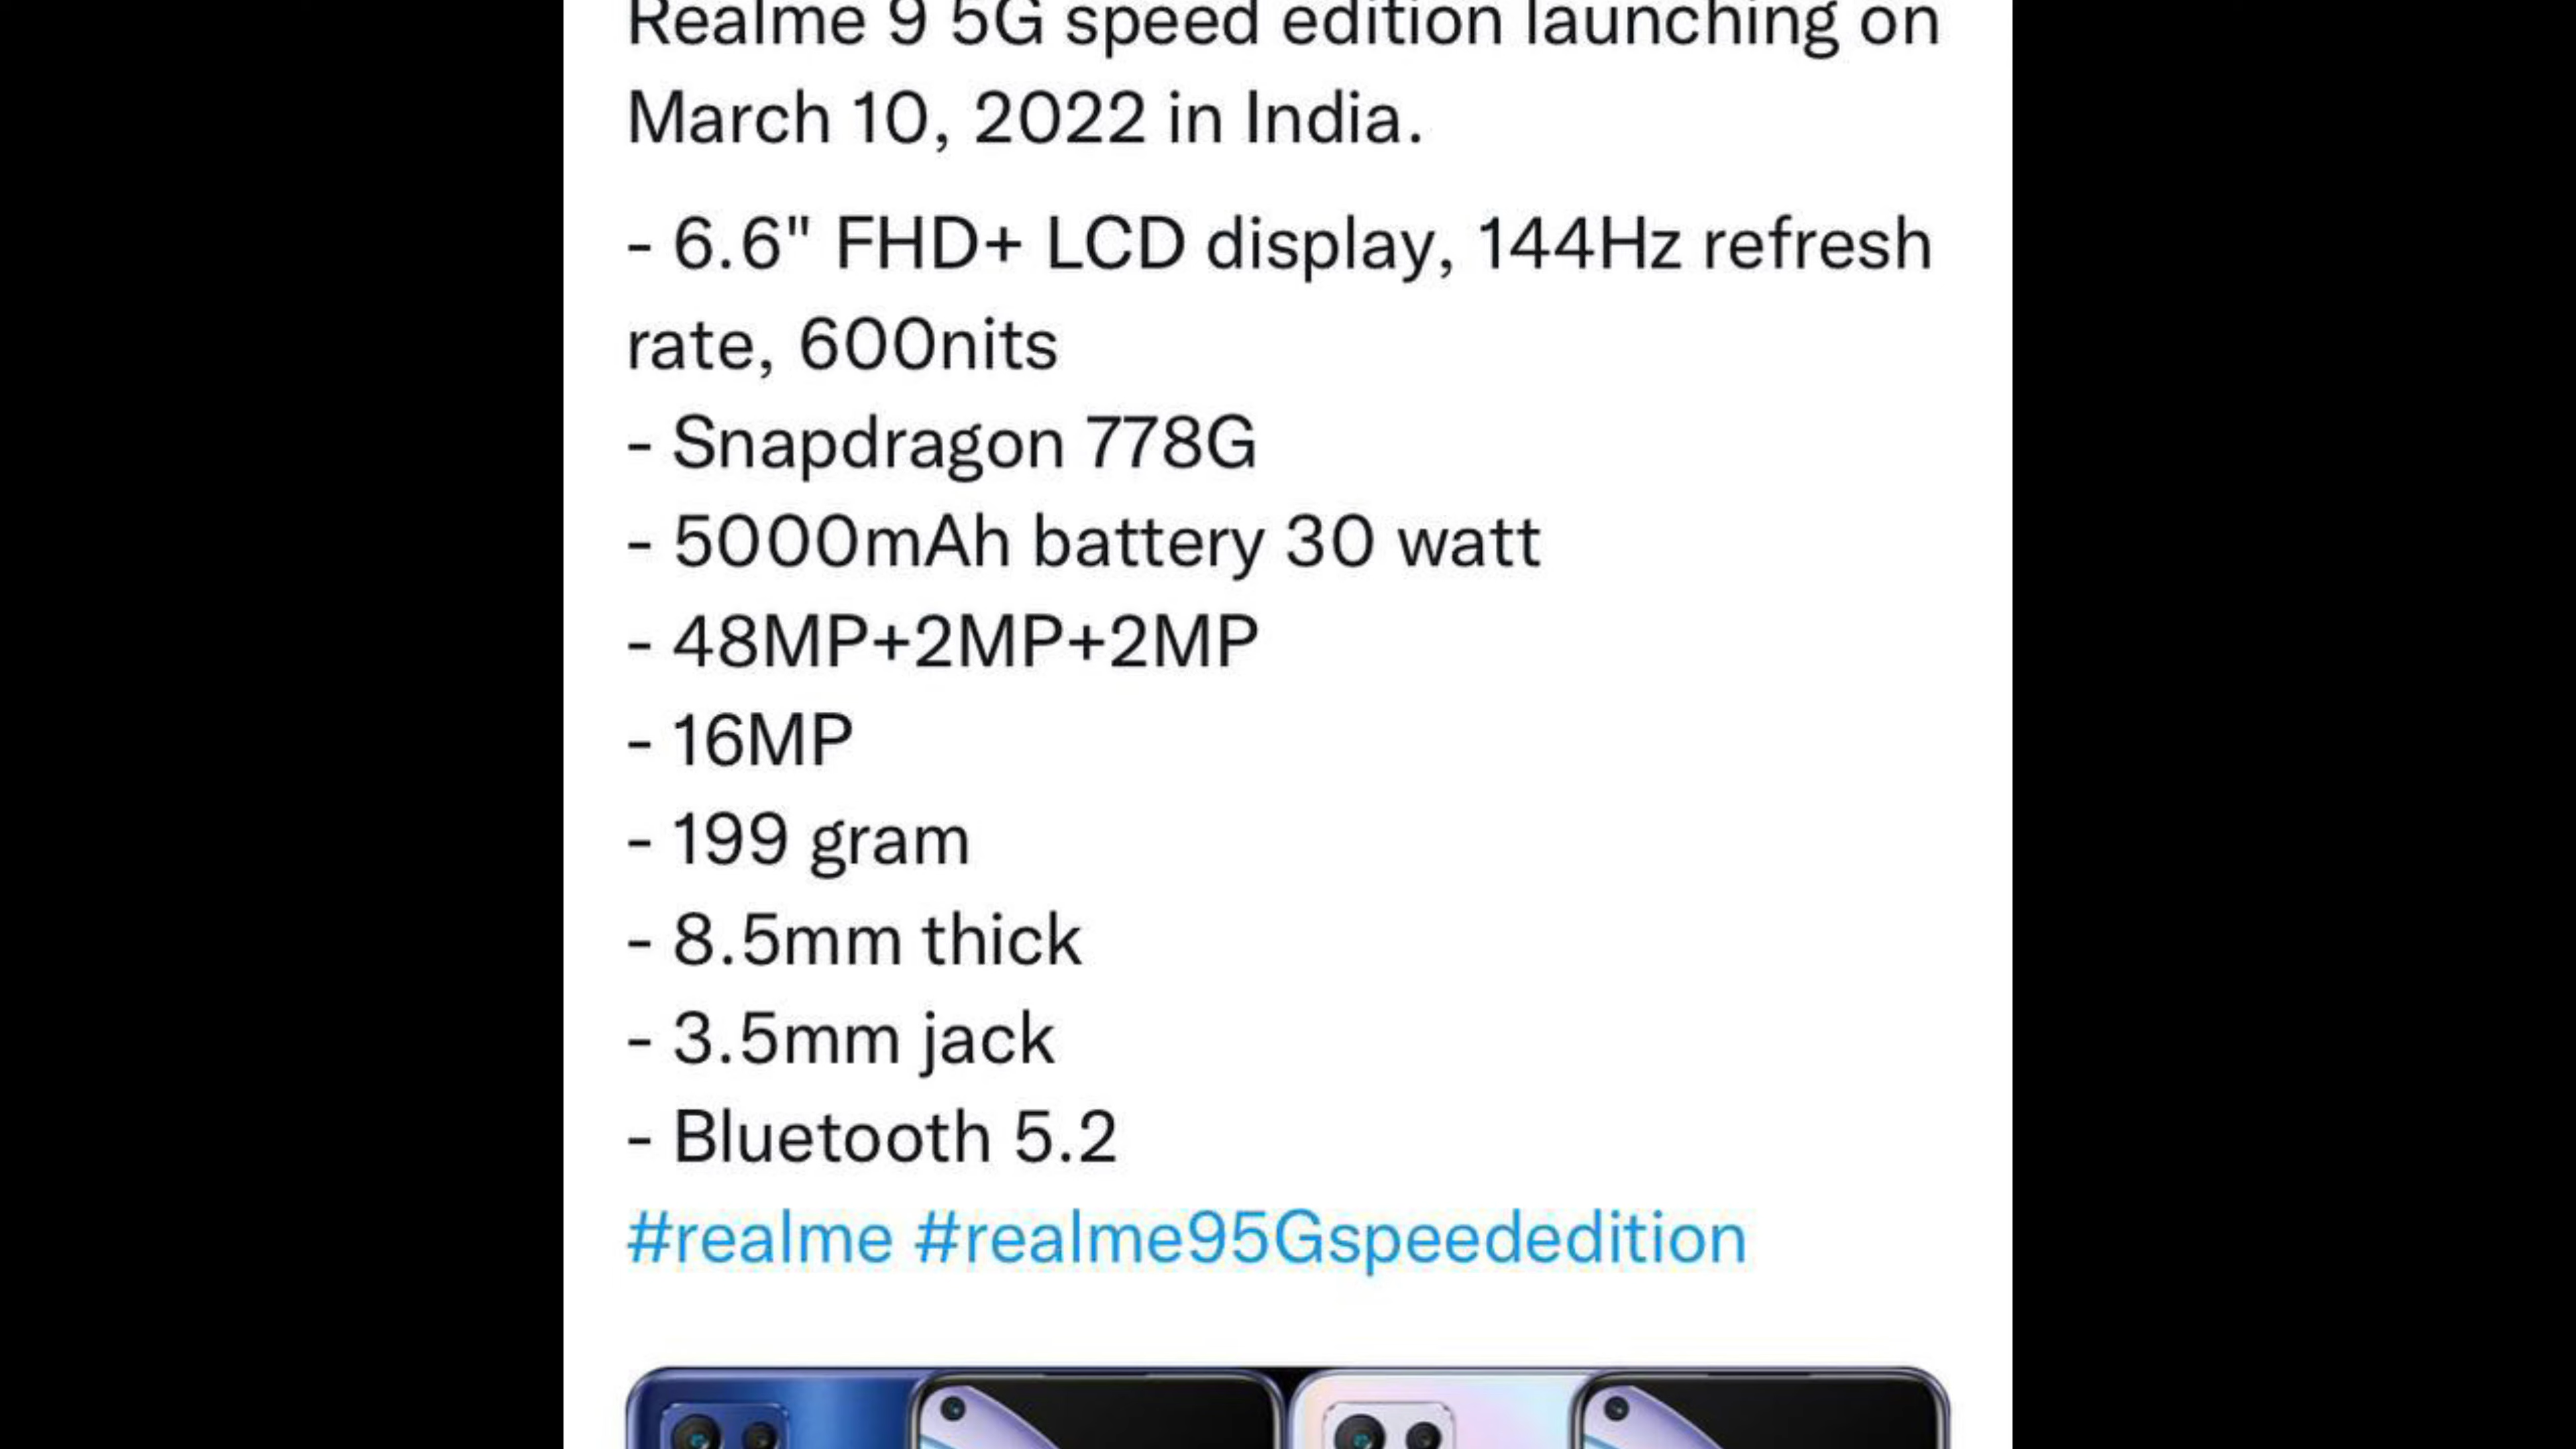 Realme 9 5G speed edition launching on
March 10, 2022 in India.
- 6.6" FHD+ LCD display, 144Hz refresh
rate, 600nits
- Snapdragon 778G
- 5000mAh battery 30 watt
- 48MP+2MP+2MP
- 16MP
- 199 gram
- 8.5mm thick
- 3.5mm jack
- Bluetooth 5.2
#realme #realme95Gspeededition